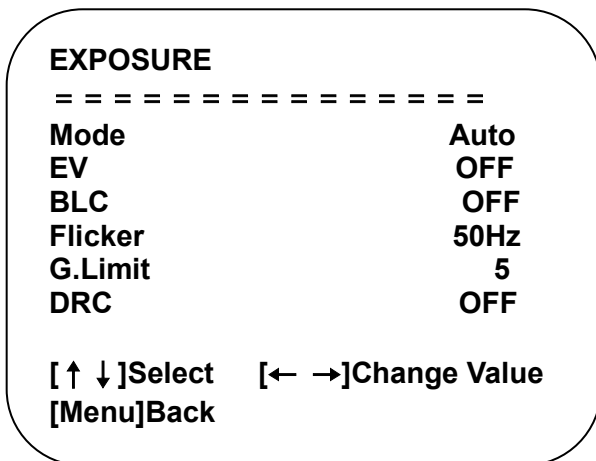 EXPOSURE
= = = = = = = = = = = = = = =
Mode Auto
EV OFF
BLC OFF
Flicker 50Hz
G.Limit 5
DRC OFF
[↑ ↓]Select [← →]Change Value
[Menu]Back